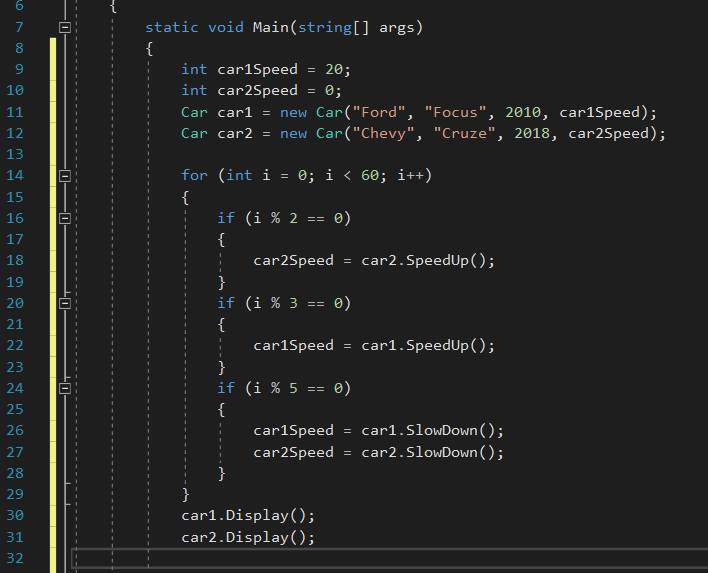 6 {
7 static void Main(string[] args)
8 {
9 int car1Speed = 20;
10 int car2Speed = 0;
11 Car car1 = new Car("Ford", "Focus", 2010, car1Speed);
12 Car car2 = new Car("Chevy", "Cruze", 2018, car2Speed);
13
14 for (int i = 0; i < 60; i++)
15 {
16 if (i % 2 == 0)
17 {
18 car2Speed = car2.SpeedUp();
19 }
20 if (i % 3 == 0)
21 {
22 car1Speed = car1.SpeedUp();
23 }
24 if (i % 5 == 0)
25 {
26 car1Speed = car1.SlowDown();
27 car2Speed = car2.SlowDown();
28 }
29 }
30 car1.Display();
31 car2.Display();
32